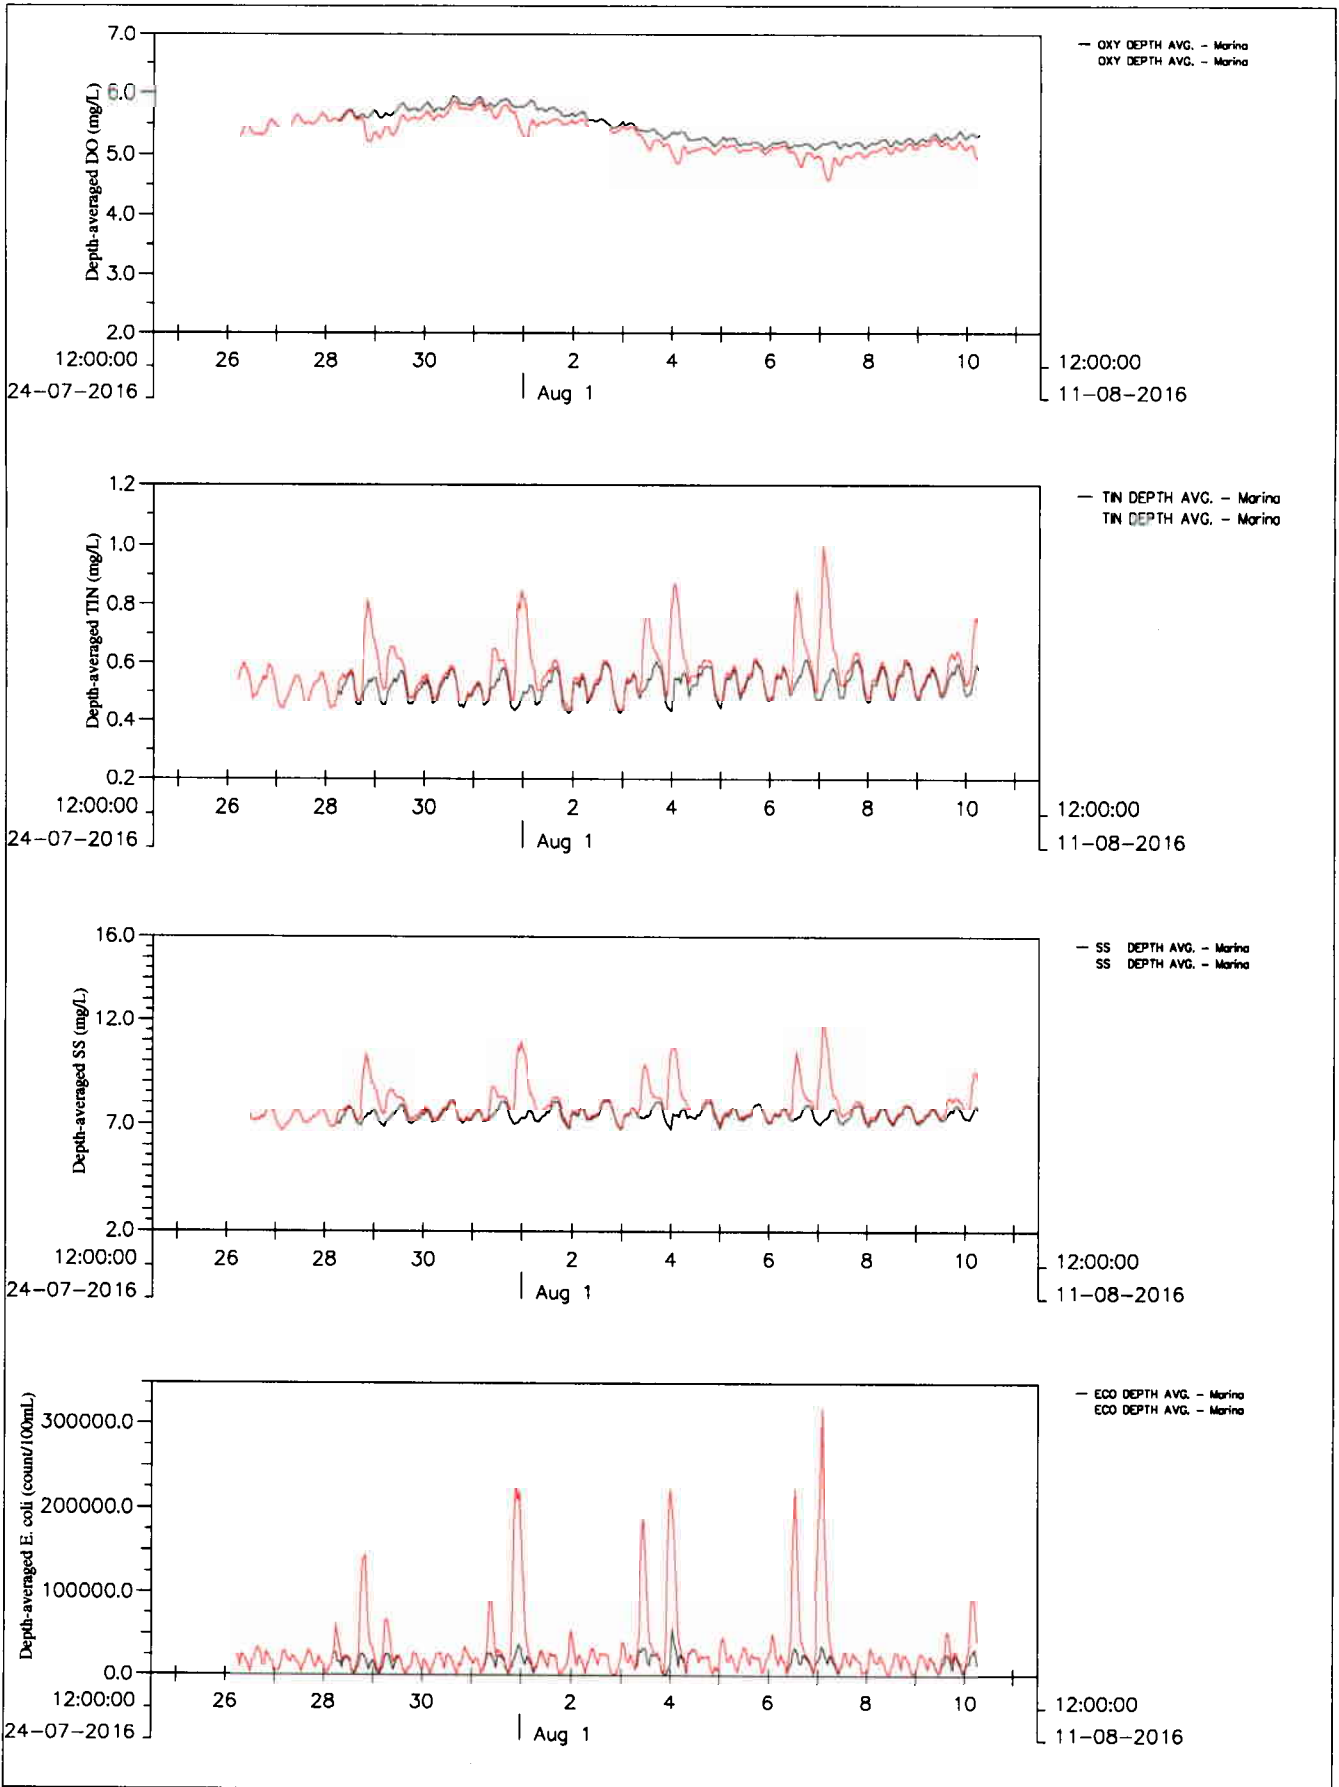 7.0
6.0
5.0
4.0
3.0
2.0
Depth-averaged DO (mg/L)
— OXY DEPTH AVG. – Marina
OXY DEPTH AVG. – Marina
26 28 30 2 4 6 8 10
12:00:00
24–07–2016
Aug 1
12:00:00
11–08–2016
1.2
1.0
0.8
0.6
0.4
0.2
Depth-averaged TIN (mg/L)
— TIN DEPTH AVG. – Marina
TIN DEPTH AVG. – Marina
26 28 30 2 4 6 8 10
12:00:00
24–07–2016
Aug 1
12:00:00
11–08–2016
16.0
12.0
7.0
2.0
Depth-averaged SS (mg/L)
— SS DEPTH AVG. – Marina
SS DEPTH AVG. – Marina
26 28 30 2 4 6 8 10
12:00:00
24–07–2016
Aug 1
12:00:00
11–08–2016
300000.0
200000.0
100000.0
0.0
Depth-averaged E. coli (count/100mL)
— ECO DEPTH AVG. – Marina
ECO DEPTH AVG. – Marina
26 28 30 2 4 6 8 10
12:00:00
24–07–2016
Aug 1
12:00:00
11–08–2016